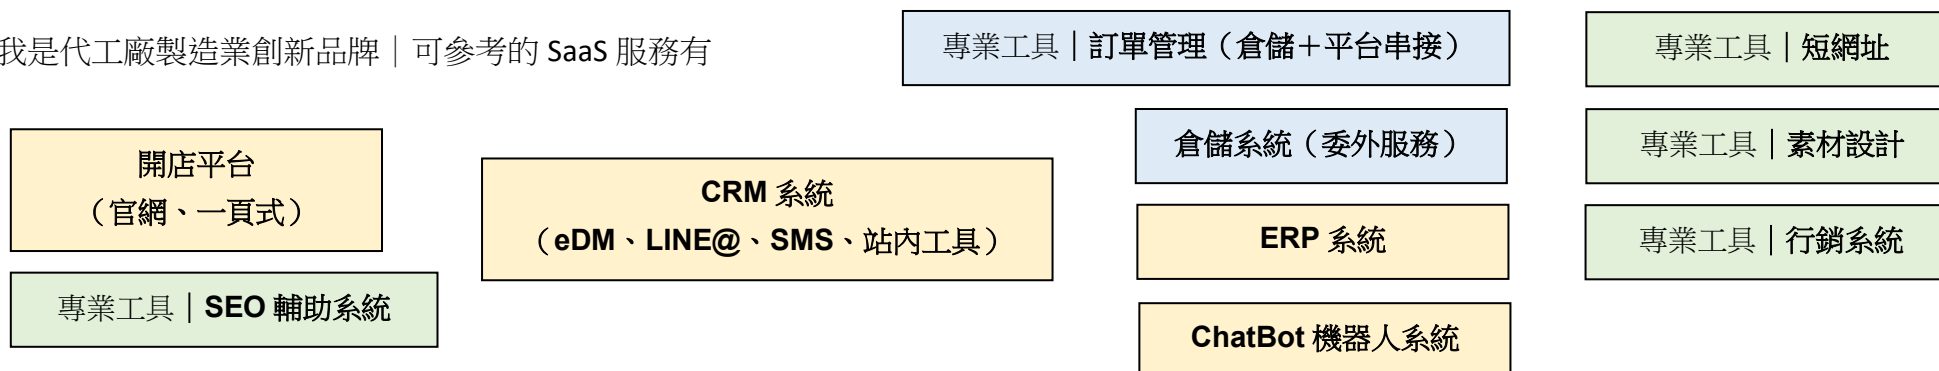 我是代工廠製造業創新品牌｜可參考的 SaaS 服務有
開店平台
（官網、一頁式）
專業工具｜SEO 輔助系統
CRM 系統
（eDM、LINE@、SMS、站內工具）
專業工具｜訂單管理（倉儲＋平台串接）
倉儲系統（委外服務）
ERP 系統
ChatBot 機器人系統
專業工具｜短網址
專業工具｜素材設計
專業工具｜行銷系統